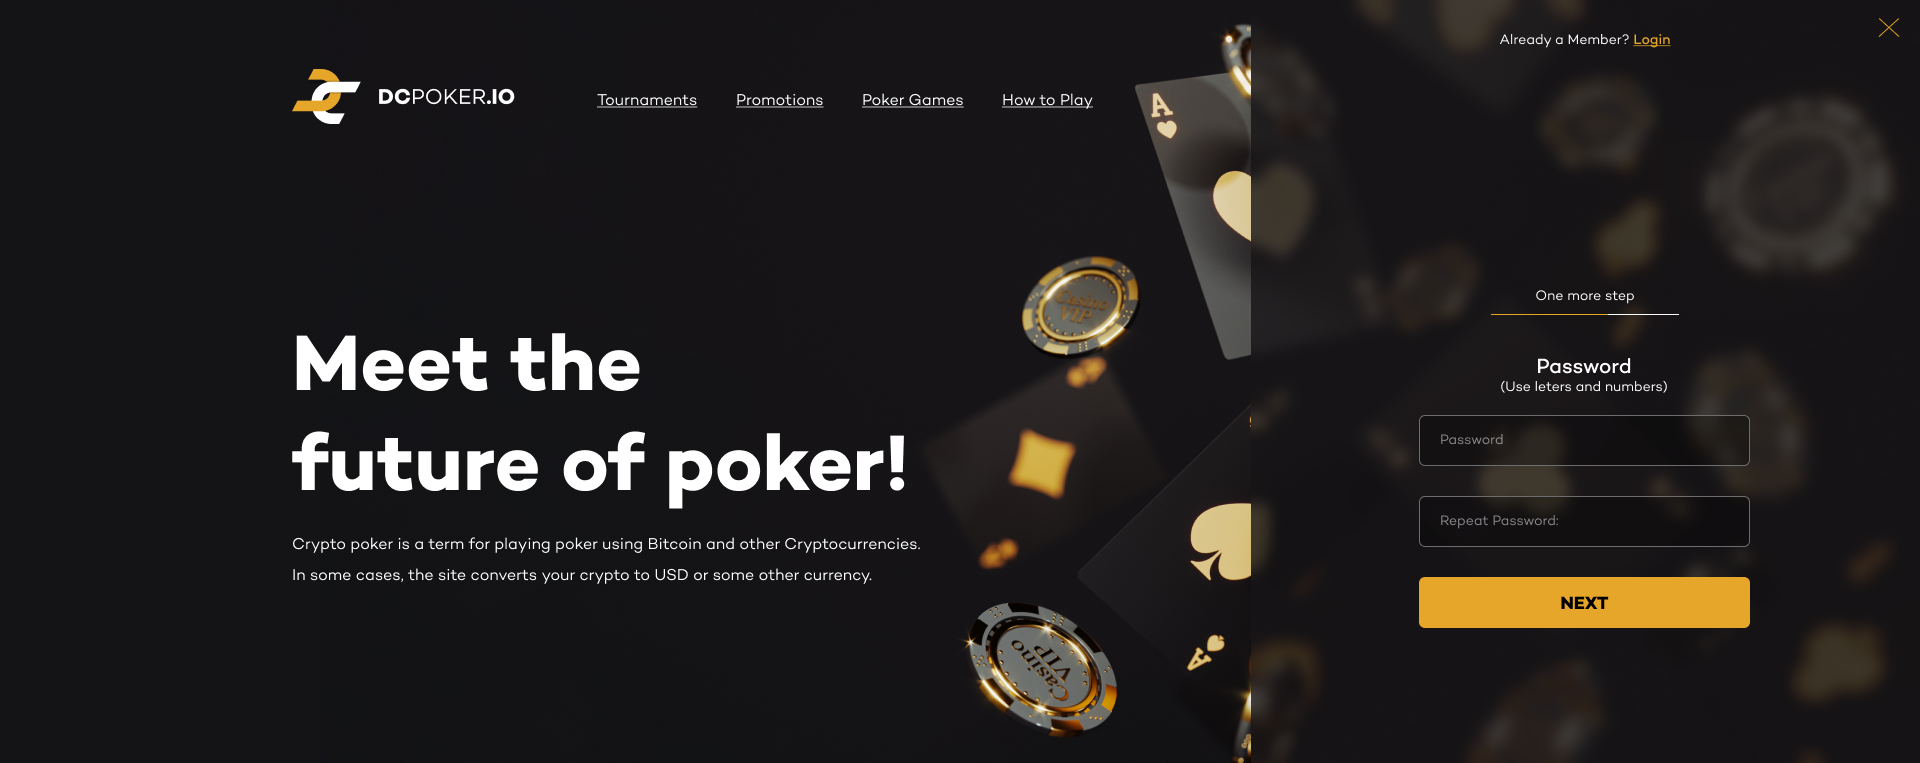 Already a Member? Login
DCPOKER.IO
Tournaments
Promotions
Poker Games
How to Play
A
Casino
VIP
Meet the
future of poker!
Crypto poker is a term for playing poker using Bitcoin and other Cryptocurrencies.
In some cases, the site converts your crypto to USD or some other currency.
Casino
VIP
A
One more step
Password
(Use leters and numbers)
Password
Repeat Password:
NEXT